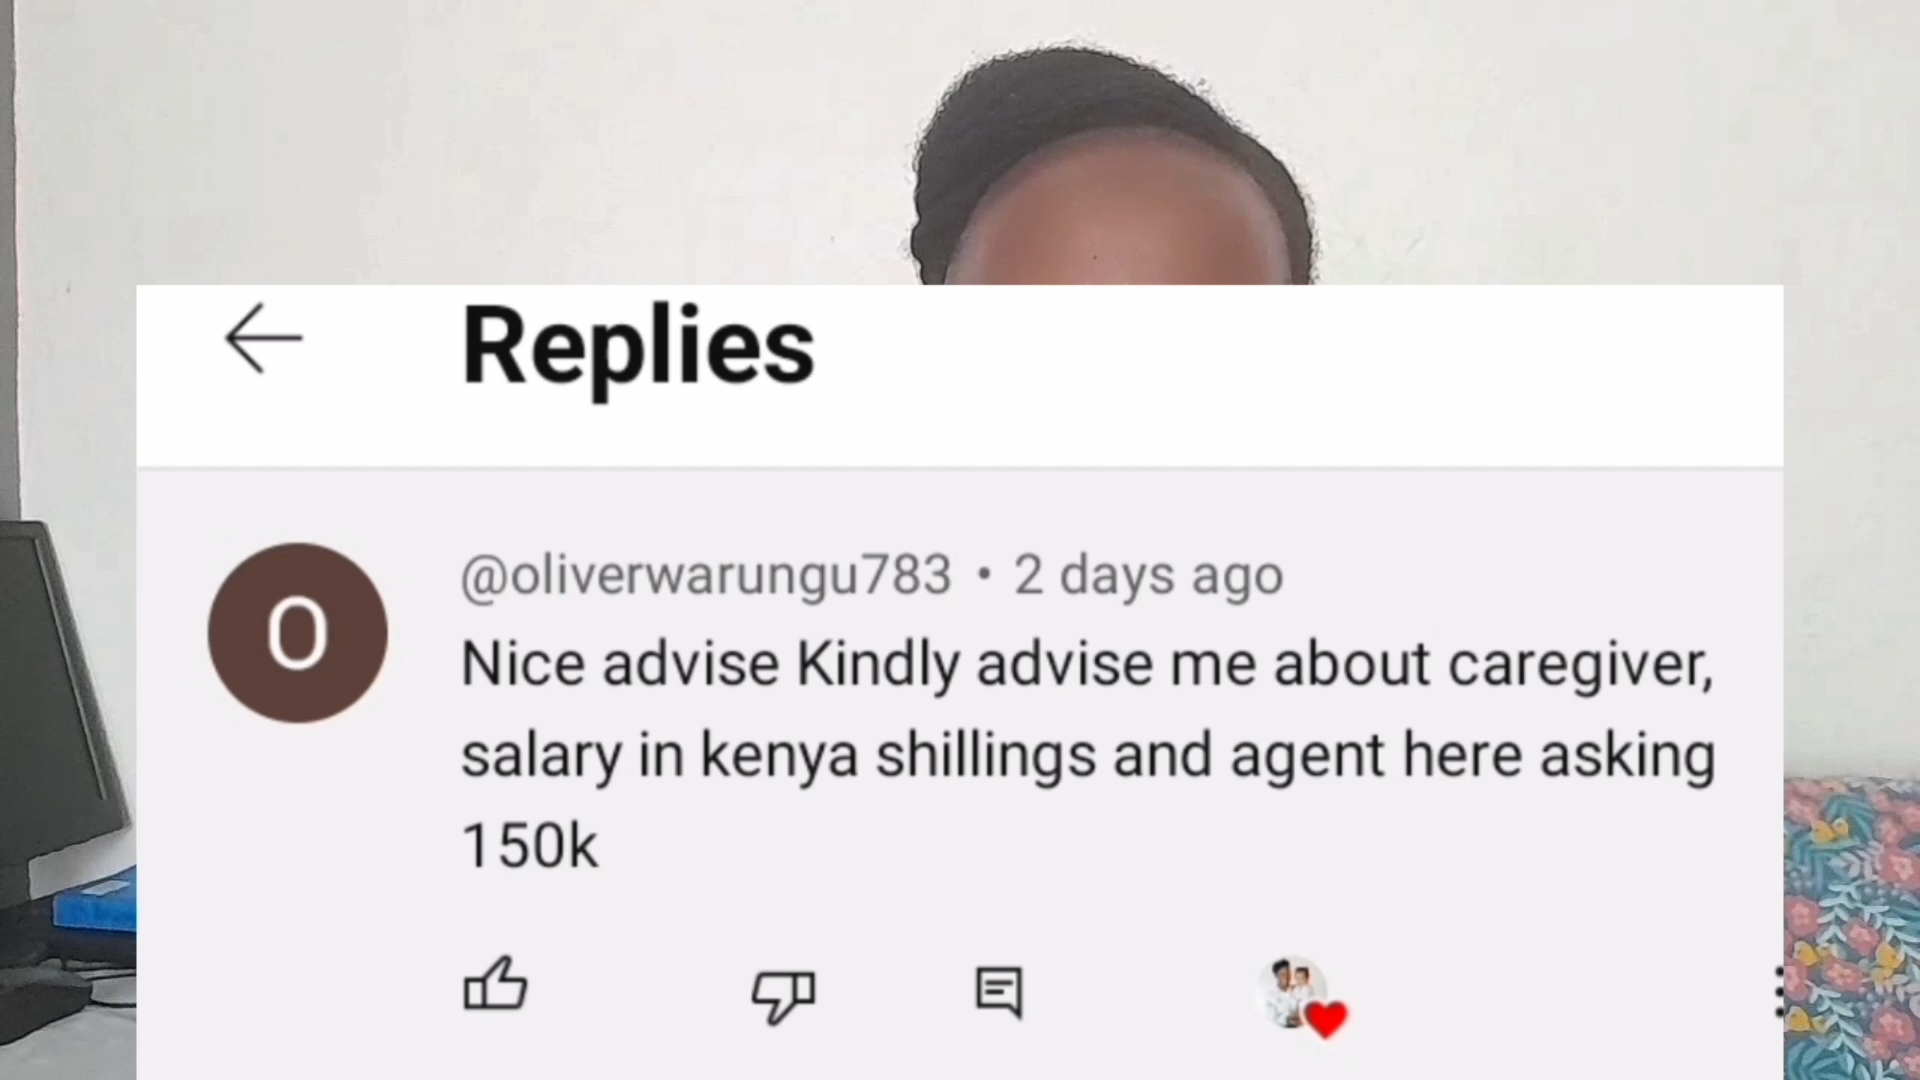 Replies
O
@oliverwarungu783 • 2 days ago
Nice advise Kindly advise me about caregiver,
salary in kenya shillings and agent here asking
150k